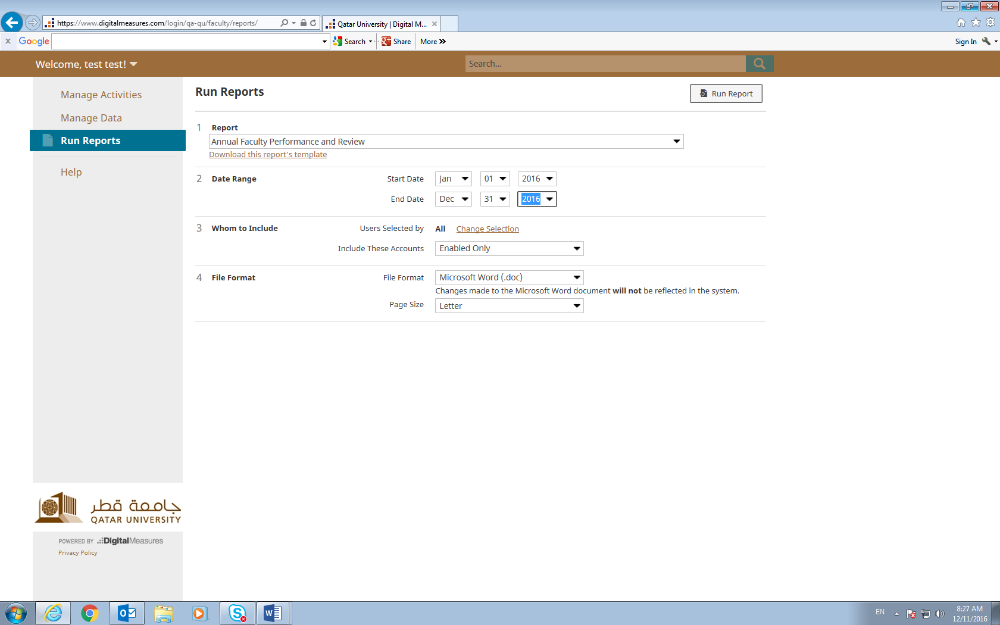 https://www.digitalmeasures.com/login/qa-qu/faculty/reports/
Qatar University | Digital M...
x Google Search Share More »
Sign In
Welcome, test test!
Search...
Manage Activities
Manage Data
Run Reports
Help
Run Reports
Run Report
1 Report
Annual Faculty Performance and Review
Download this report's template
2 Date Range Start Date Jan 01 2016
End Date Dec 31 2016
3 Whom to Include Users Selected by All Change Selection
Include These Accounts Enabled Only
4 File Format File Format Microsoft Word (.doc)
Changes made to the Microsoft Word document will not be reflected in the system.
Page Size Letter
جامعة قطر
QATAR UNIVERSITY
POWERED BY DigitalMeasures
Privacy Policy
EN
8:27 AM
12/11/2016